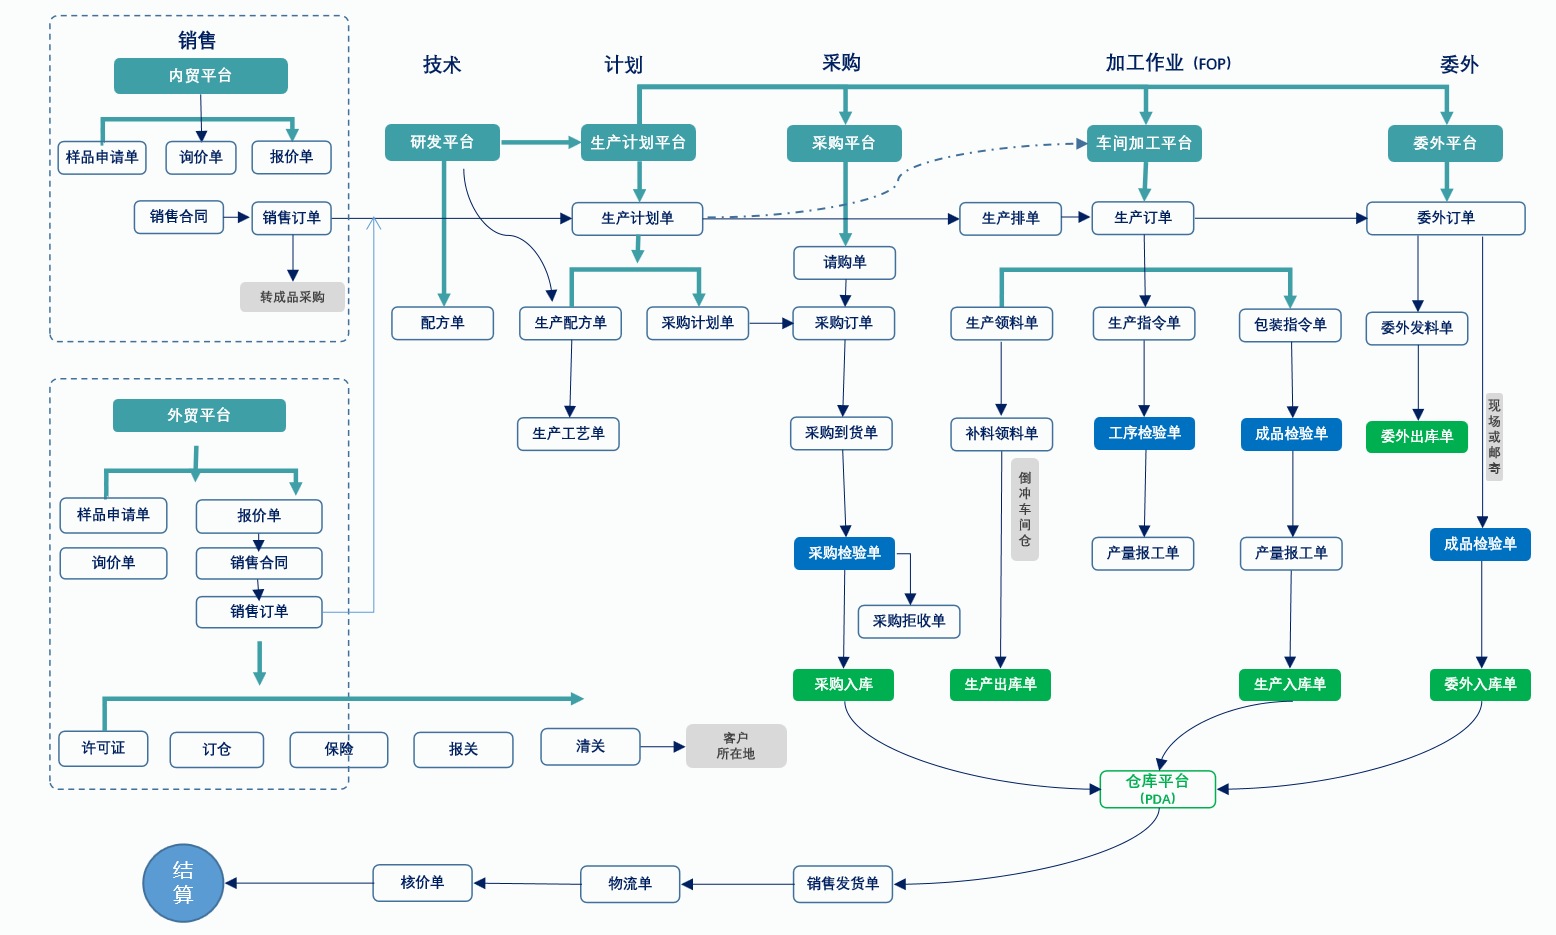 销售
技术
计划
采购
加工作业 (FOP)
委外
内贸平台
样品申请单
询价单
报价单
销售合同
销售订单
转成品采购
研发平台
生产计划平台
采购平台
车间加工平台
委外平台
生产计划单
生产排单
生产订单
委外订单
请购单
配方单
生产配方单
采购计划单
采购订单
生产领料单
生产指令单
包装指令单
委外发料单
生产工艺单
采购到货单
补料领料单
工序检验单
成品检验单
委外出库单
现
场
或
邮
寄
倒
冲
车
间
仓
外贸平台
样品申请单
报价单
询价单
销售合同
销售订单
采购检验单
产量报工单
产量报工单
成品检验单
采购拒收单
采购入库
生产出库单
生产入库单
委外入库单
许可证
订仓
保险
报关
清关
客户
所在地
仓库平台
(PDA)
结
算
核价单
物流单
销售发货单